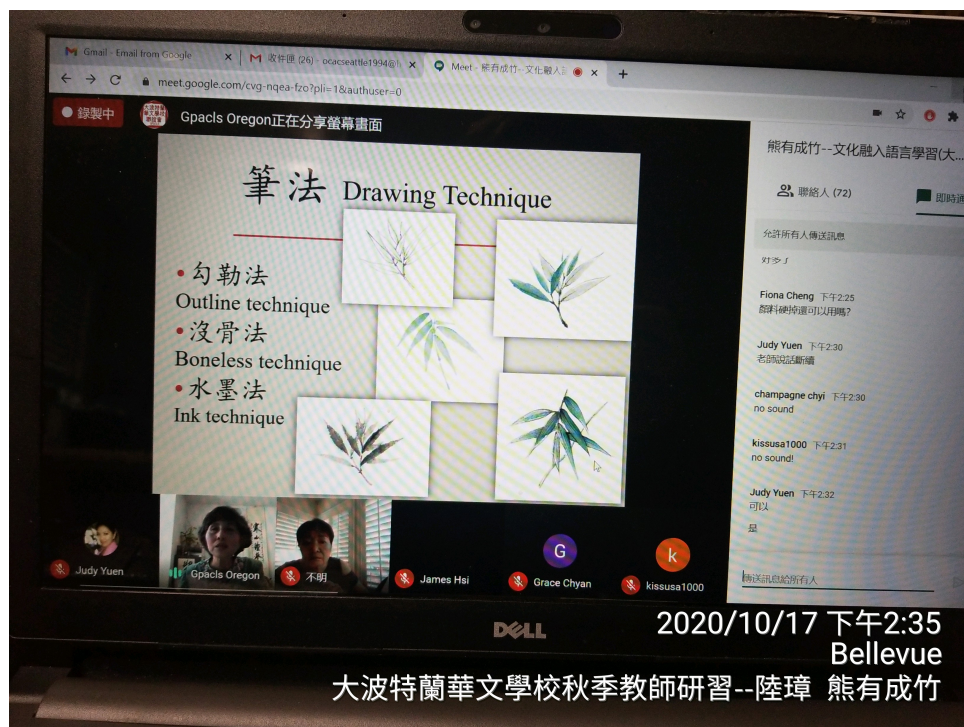 Gmail - Email from Google
收件匣 (26) - ocacseattle1994@
Meet - 熊有成竹--文化融入
meet.google.com/cvg-nqea-fzo?pli=1&authuser=0
錄製中
Gpacls Oregon正在分享螢幕畫面
筆法 Drawing Technique
•勾勒法
Outline technique
•沒骨法
Boneless technique
•水墨法
Ink technique
熊有成竹--文化融入語言學習(大...
聯絡人 (72)
即時通
允許所有人傳送訊息
好多了
Fiona Cheng 下午2:25
顏料硬掉還可以用嗎?
Judy Yuen 下午2:30
老師說話斷續
champagne chyi 下午2:30
no sound
kissusa1000 下午2:31
no sound!
Judy Yuen 下午2:32
可以
是
傳送訊息給所有人
Judy Yuen
Gpacls Oregon
不明
James Hsi
G
Grace Chyan
k
kissusa1000
DELL
2020/10/17 下午2:35
Bellevue
大波特蘭華文學校秋季教師研習--陸璋 熊有成竹